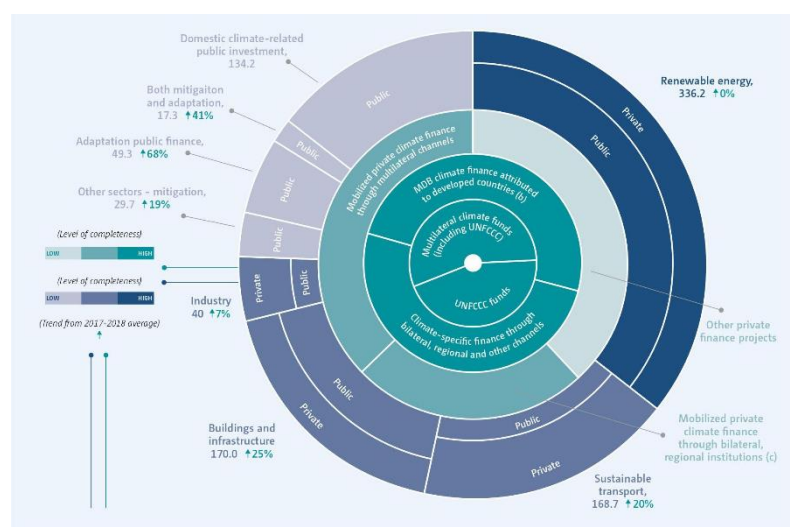 Domestic climate-related
public investment,
134.2
Both mitigaiton
and adaptation,
17.3 41%
Adaptation public finance,
49.3 68%
Other sectors – mitigation,
29.7 19%
(Level of completeness)
LOW HIGH
(Level of completeness)
LOW HIGH
(Trend from 2017–2018 average)
Industry
40 7%
Buildings and
infrastructure
170.0 25%
Sustainable
transport,
168.7 20%
Renewable energy,
336.2 0%
Other private
finance projects
Mobilized private
climate finance
through bilateral,
regional institutions (c)
Public
Public
Public
Public
Private
Public
Public
Private
Public
Private
Public
Private
Mobilized private climate finance
through multilateral channels
MDB climate finance attributed
to developed countries (b)
Multilateral climate funds
(including UNFCCC)
UNFCCC funds
Climate-specific finance through
bilateral, regional and other channels